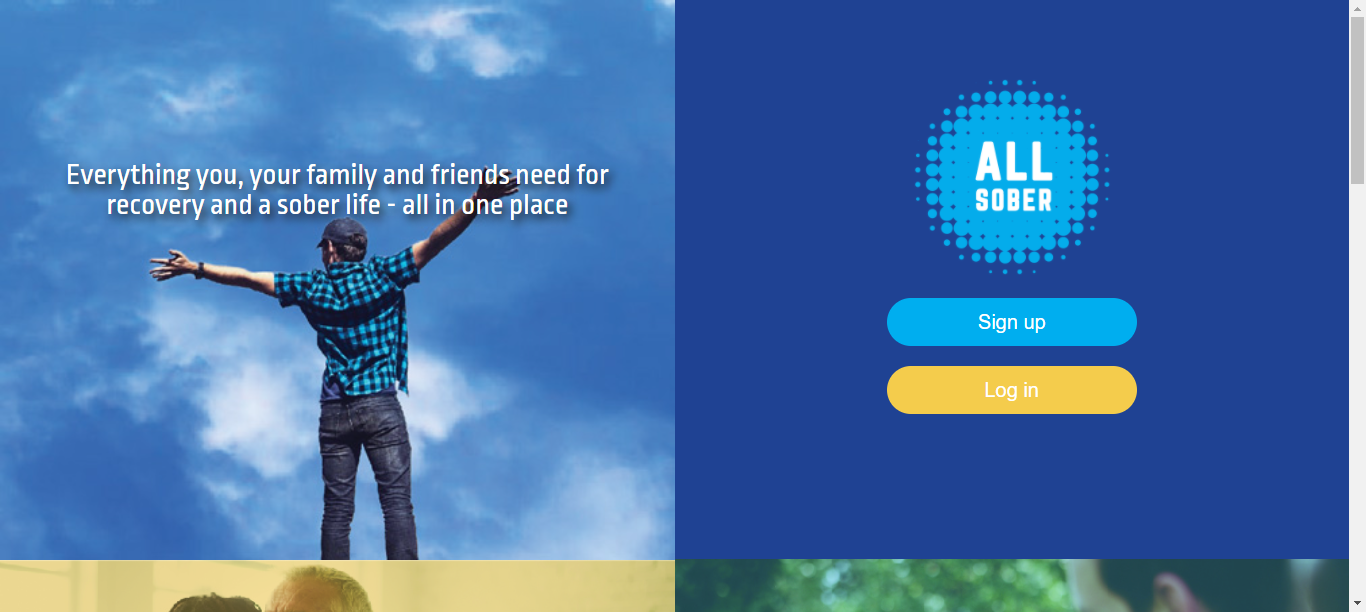 Everything you, your family and friends need for
recovery and a sober life - all in one place
ALL
SOBER
Sign up
Log in